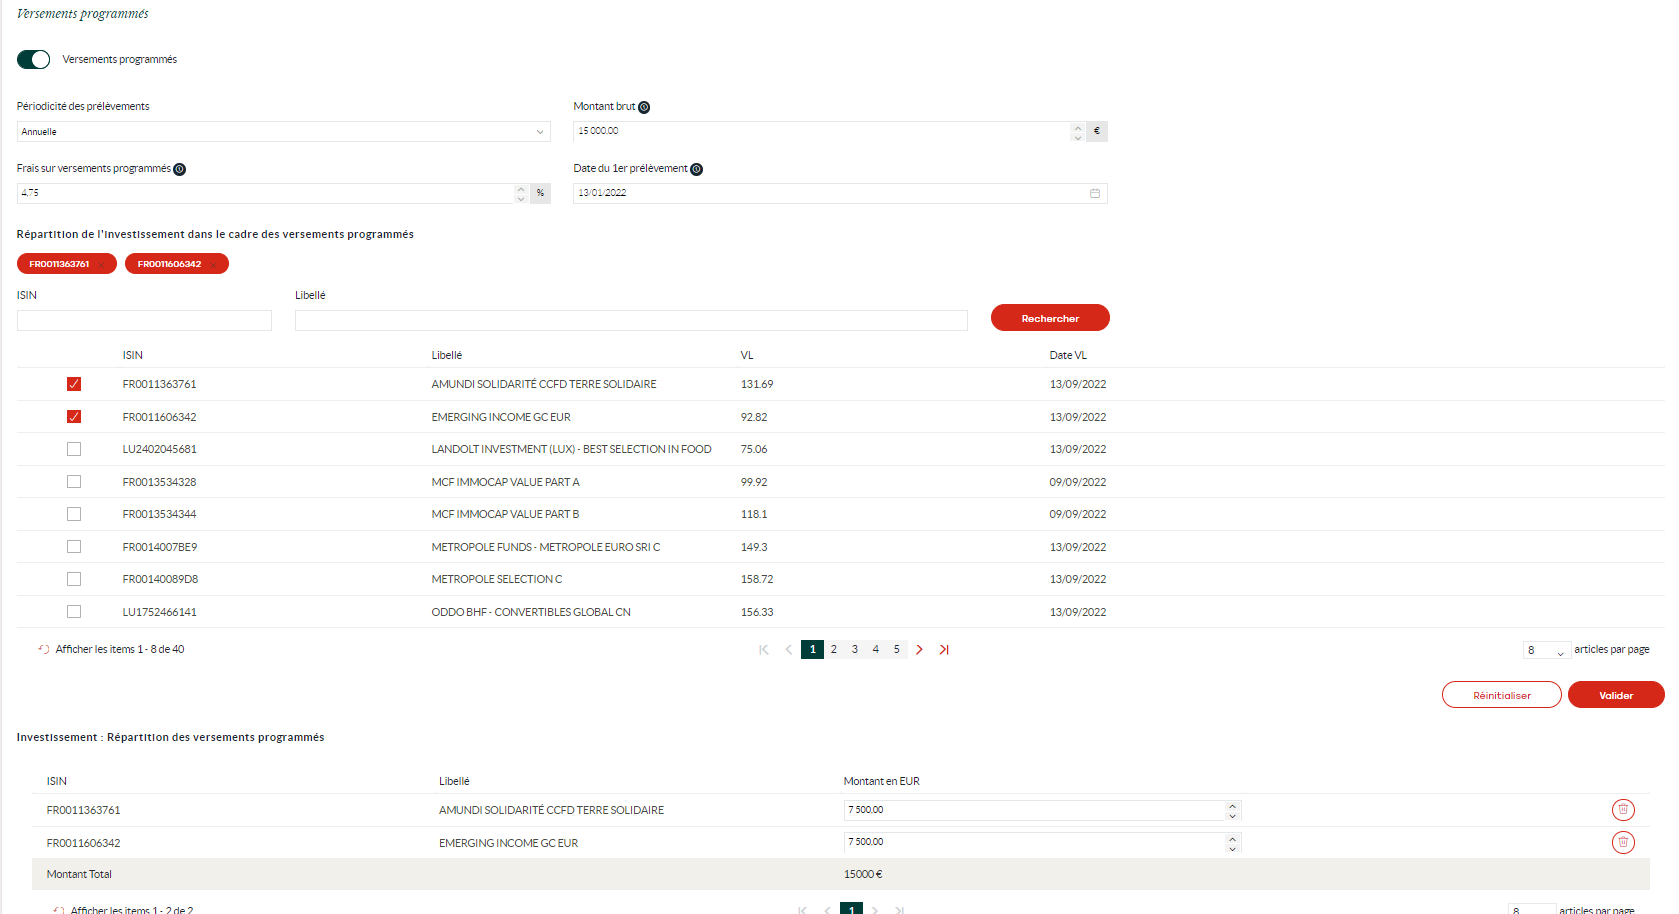 Versements programmés
Versements programmés
Périodicité des prélèvements
Montant brut
Annuelle
15 000,00 €
Frais sur versements programmés
Date du 1er prélèvement
4,75 %
13/01/2022
Répartition de l'investissement dans le cadre des versements programmés
FR0011363761 × FR0011606342 ×
ISIN Libellé
Rechercher
ISIN Libellé VL Date VL
FR0011363761 AMUNDI SOLIDARITÉ CCFD TERRE SOLIDAIRE 131.69 13/09/2022
FR0011606342 EMERGING INCOME GC EUR 92.82 13/09/2022
LU2402045681 LANDOLT INVESTMENT (LUX) - BEST SELECTION IN FOOD 75.06 13/09/2022
FR0013534328 MCF IMMOCAP VALUE PART A 99.92 09/09/2022
FR0013534344 MCF IMMOCAP VALUE PART B 118.1 09/09/2022
FR0014007BE9 METROPOLE FUNDS - METROPOLE EURO SRI C 149.3 13/09/2022
FR00140089D8 METROPOLE SELECTION C 158.72 13/09/2022
LU1752466141 ODDO BHF - CONVERTIBLES GLOBAL CN 156.33 13/09/2022
Afficher les items 1 - 8 de 40 1 2 3 4 5 8 articles par page
Réinitialiser Valider
Investissement : Répartition des versements programmés
ISIN Libellé Montant en EUR
FR0011363761 AMUNDI SOLIDARITÉ CCFD TERRE SOLIDAIRE 7 500,00
FR0011606342 EMERGING INCOME GC EUR 7 500,00
Montant Total 15000 €
Afficher les items 1 - 2 de 2 1 8 articles par page